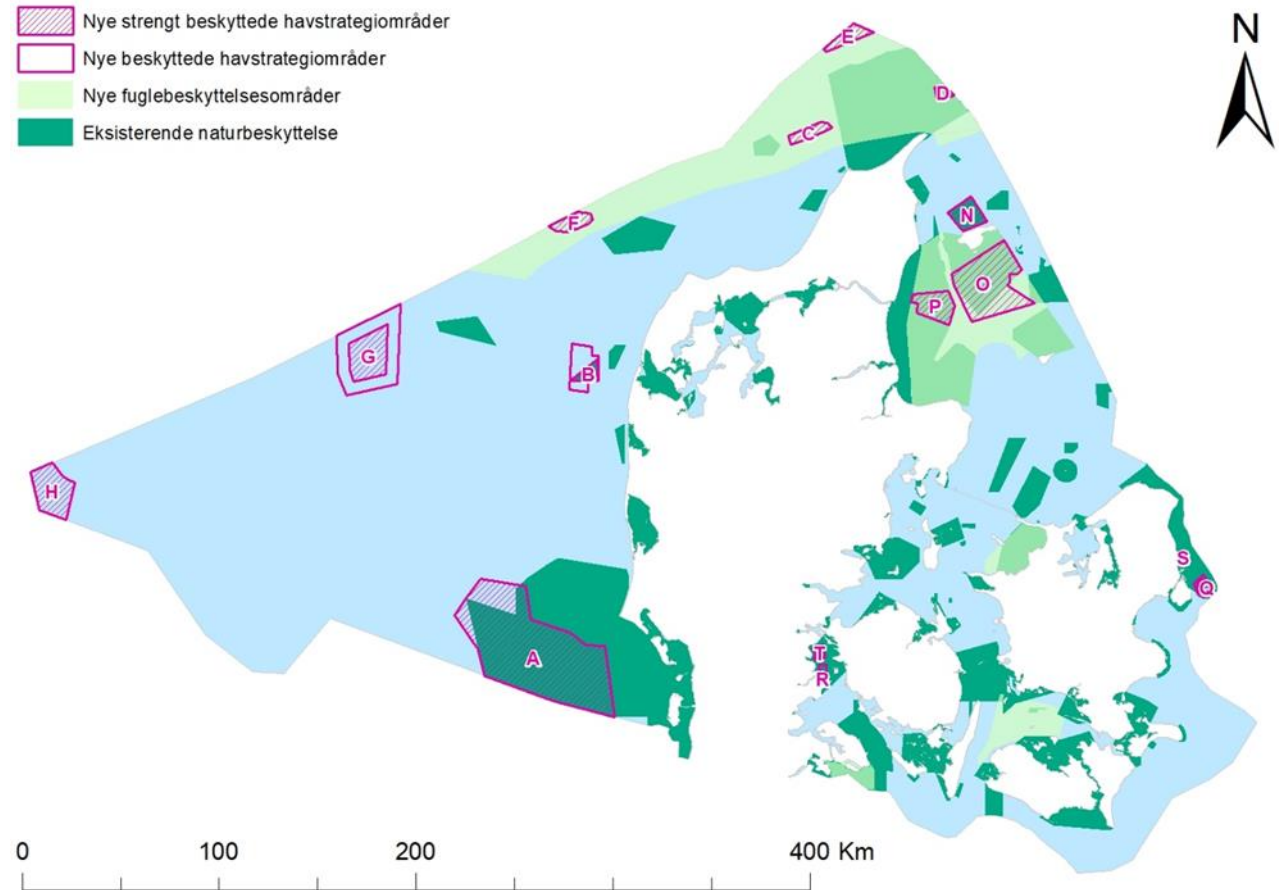 Nye strengt beskyttede havstrategiområder
Nye beskyttede havstrategiområder
Nye fuglebeskyttelsesområder
Eksisterende naturbeskyttelse
N
E
D
C
F
N
O
P
G
B
H
S
Q
A
T
R
0 100 200 400 Km